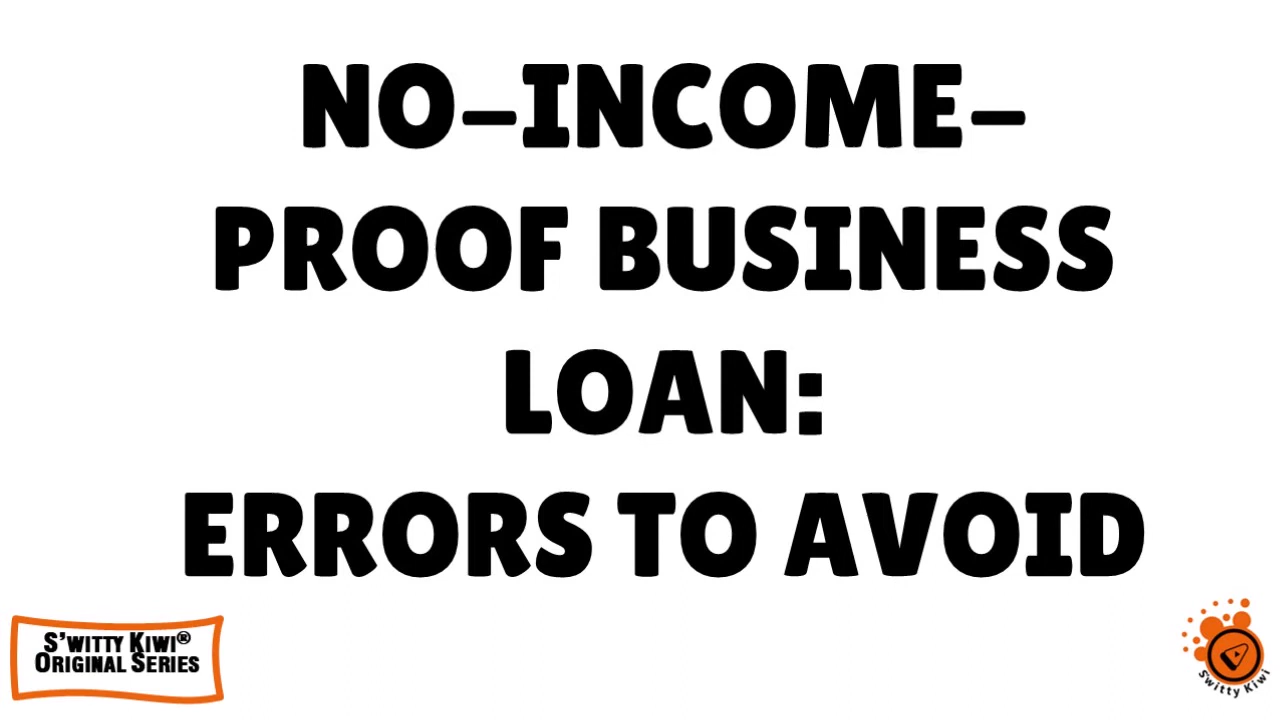 NO-INCOME-
PROOF BUSINESS
LOAN:
ERRORS TO AVOID
S'WITTY KIWI®
ORIGINAL SERIES
Switty Kiwi